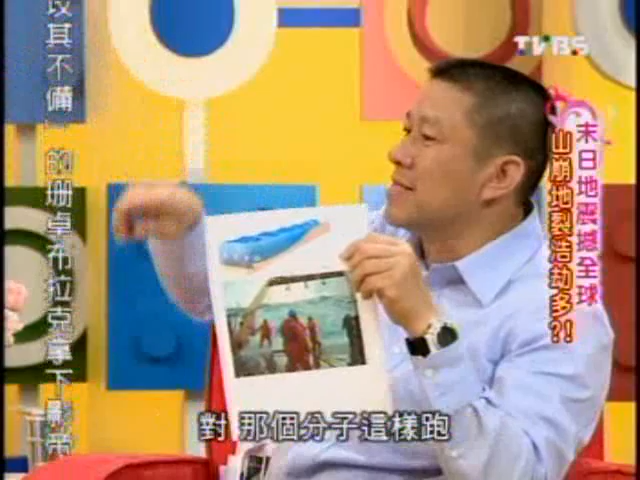 攻其不備」的珊卓布拉克拿下影帝
TVBS
末日地震撼全球
山崩地裂浩劫多?!
對 那個分子這樣跑